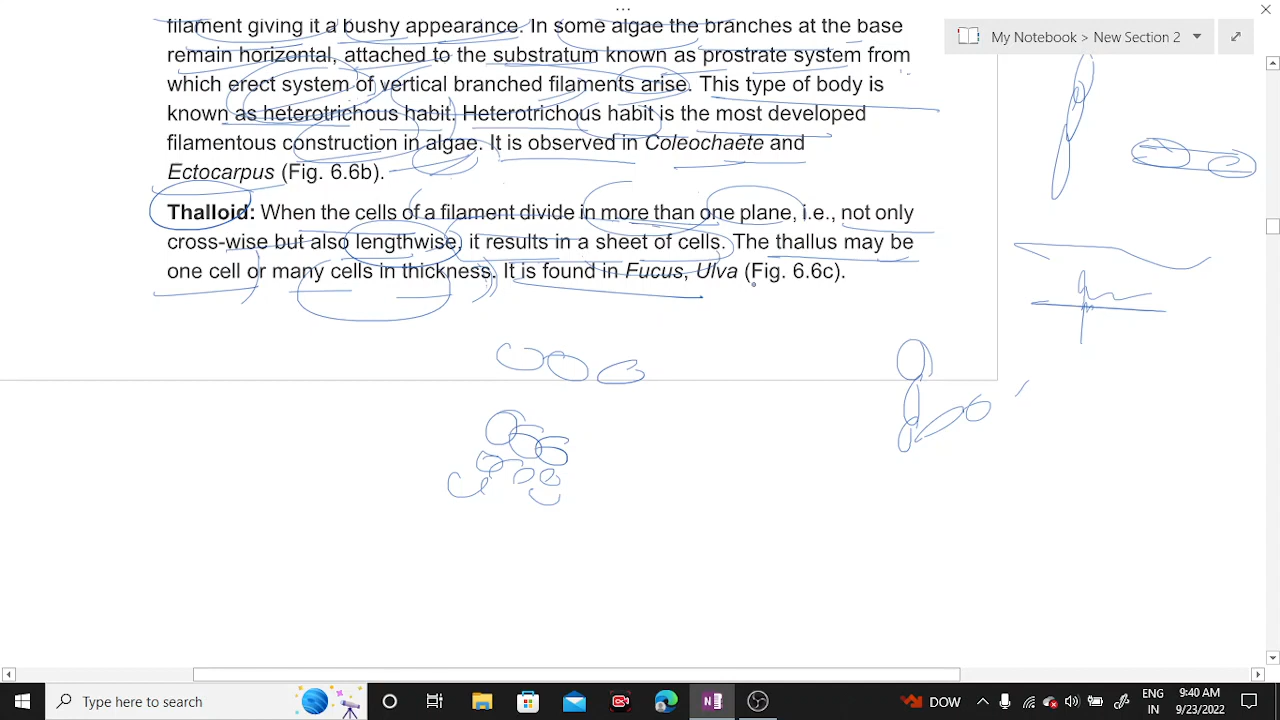 ...
filament giving it a bushy appearance. In some algae the branches at the base
remain horizontal, attached to the substratum known as prostrate system from
which erect system of vertical branched filaments arise. This type of body is
known as heterotrichous habit. Heterotrichous habit is the most developed
filamentous construction in algae. It is observed in Coleochaete and
Ectocarpus (Fig. 6.6b).
Thalloid: When the cells of a filament divide in more than one plane, i.e., not only
cross-wise but also lengthwise, it results in a sheet of cells. The thallus may be
one cell or many cells in thickness. It is found in Fucus, Ulva (Fig. 6.6c).
My Notebook > New Section 2
Type here to search
DOW
ENG
IN
9:40 AM
9/23/2022